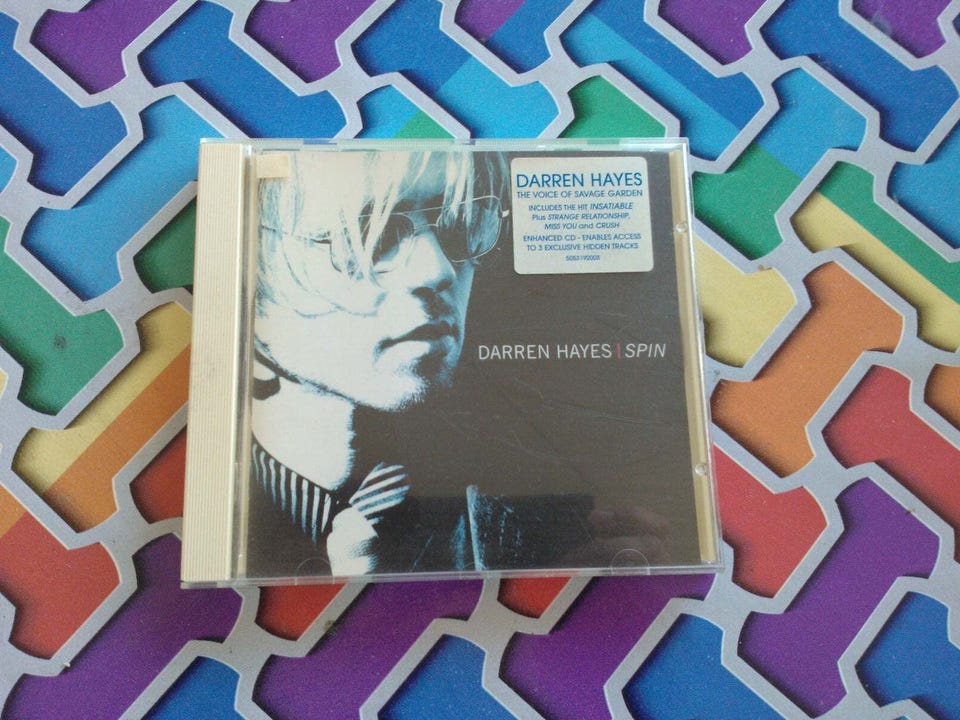 DARREN HAYES
THE VOICE OF SAVAGE GARDEN
INCLUDES THE HIT INSATIABLE
Plus STRANGE RELATIONSHIP,
MISS YOU and CRUSH
ENHANCED CD - ENABLES ACCESS
TO 3 EXCLUSIVE HIDDEN TRACKS
5053192003
DARREN HAYES | SPIN